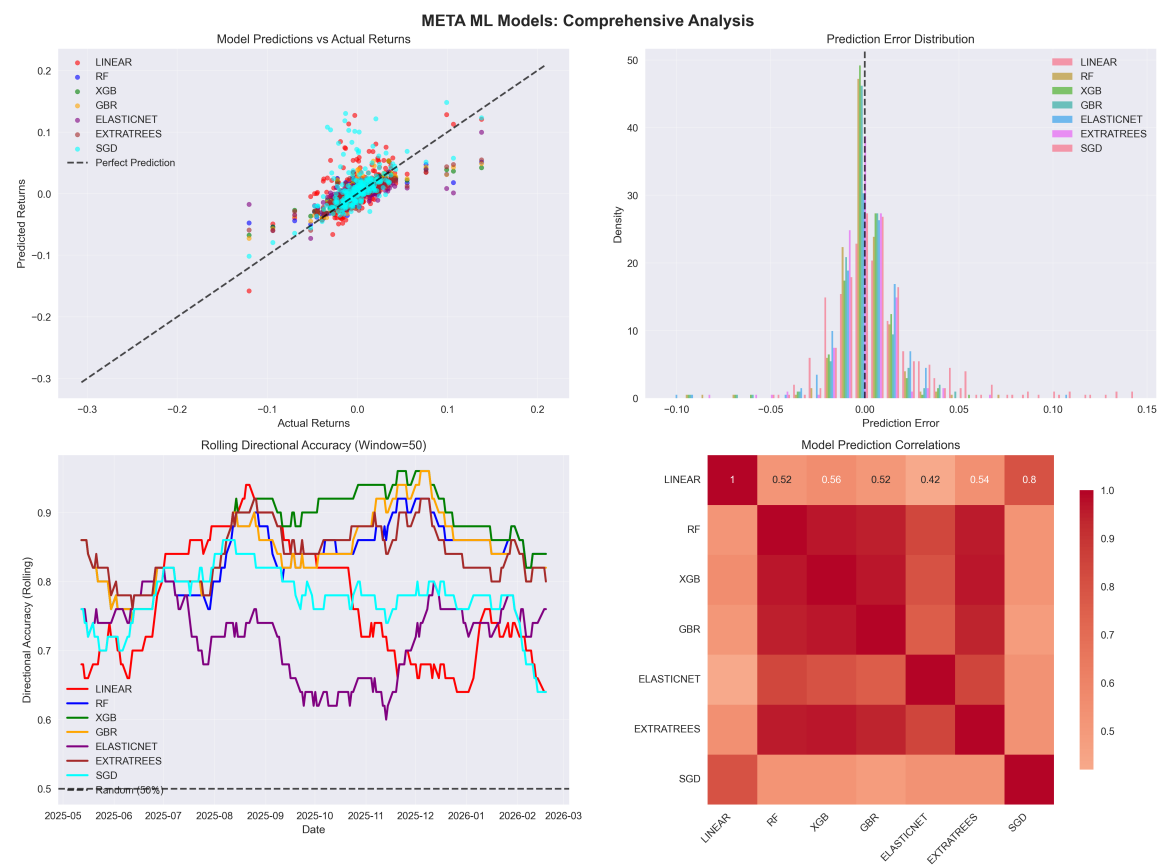 META ML Models: Comprehensive Analysis
Model Predictions vs Actual Returns
LINEAR
RF
XGB
GBR
ELASTICNET
EXTRATREES
SGD
Perfect Prediction
0.2
0.1
0.0
−0.1
−0.2
−0.3
Predicted Returns
−0.3 −0.2 −0.1 0.0 0.1 0.2
Actual Returns
Prediction Error Distribution
LINEAR
RF
XGB
GBR
ELASTICNET
EXTRATREES
SGD
50
40
30
20
10
0
Density
−0.10 −0.05 0.00 0.05 0.10 0.15
Prediction Error
Rolling Directional Accuracy (Window=50)
0.9
0.8
0.7
0.6
0.5
Directional Accuracy (Rolling)
LINEAR
RF
XGB
GBR
ELASTICNET
EXTRATREES
SGD
Random (50%)
2025-05 2025-06 2025-07 2025-08 2025-09 2025-10 2025-11 2025-12 2026-01 2026-02 2026-03
Date
Model Prediction Correlations
LINEAR 1 0.52 0.56 0.52 0.42 0.54 0.8
RF
XGB
GBR
ELASTICNET
EXTRATREES
SGD
LINEAR RF XGB GBR ELASTICNET EXTRATREES SGD
1.0
0.9
0.8
0.7
0.6
0.5